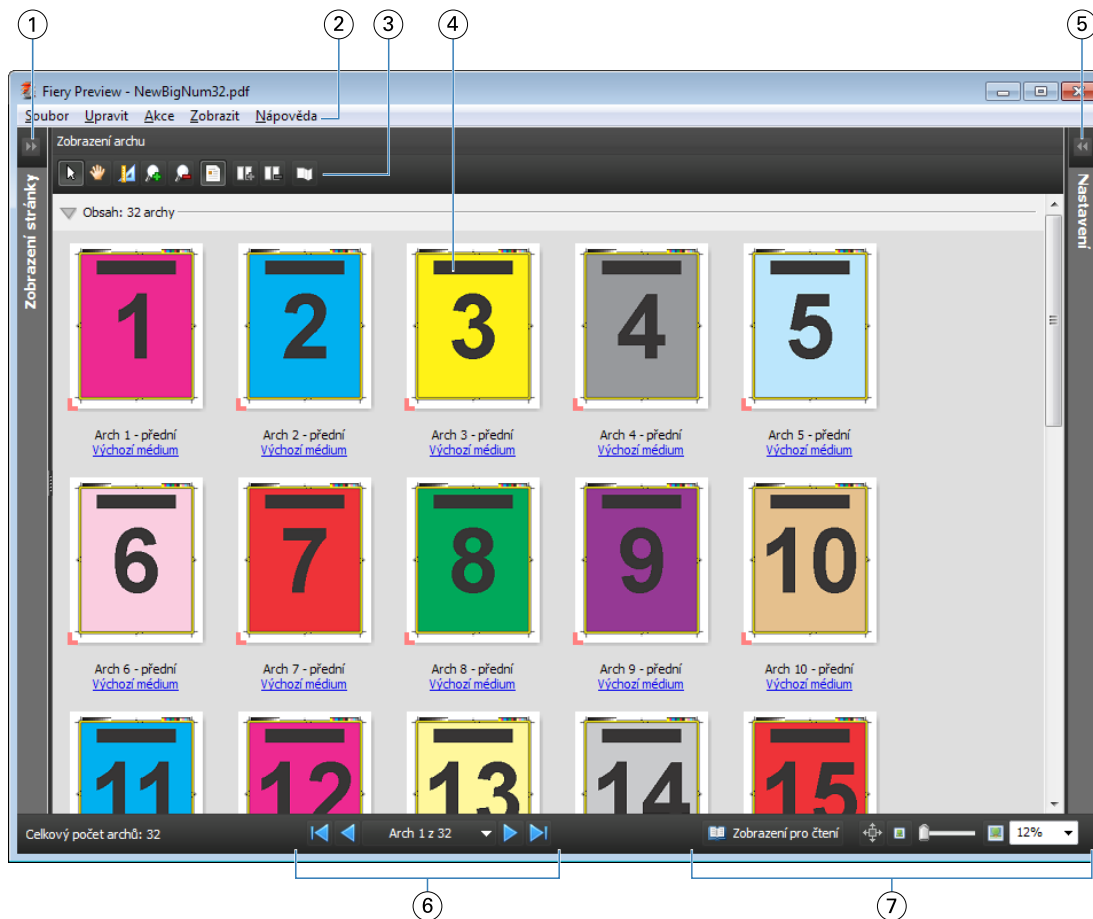 1 2 3 4 5
Fiery Preview - NewBigNum32.pdf
Soubor Upravit Akce Zobrazit Nápověda
Zobrazení archu
Zobrazení stránky
Nastavení
Obsah: 32 archy
1 2 3 4 5
Arch 1 - přední Arch 2 - přední Arch 3 - přední Arch 4 - přední Arch 5 - přední
Výchozí médium Výchozí médium Výchozí médium Výchozí médium Výchozí médium
6 7 8 9 10
Arch 6 - přední Arch 7 - přední Arch 8 - přední Arch 9 - přední Arch 10 - přední
Výchozí médium Výchozí médium Výchozí médium Výchozí médium Výchozí médium
11 12 13 14 15
Celkový počet archů: 32 Arch 1 z 32 Zobrazení pro čtení 12%
6 7